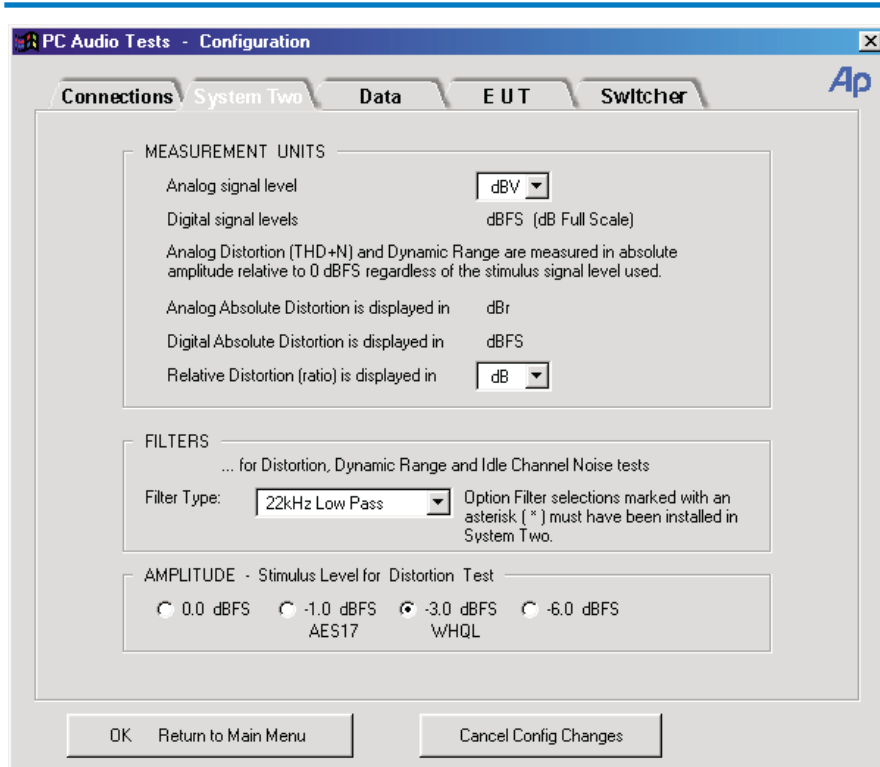 PC Audio Tests - Configuration
Connections System Two Data E U T Switcher
Ap
MEASUREMENT UNITS
Analog signal level dBV
Digital signal levels dBFS (dB Full Scale)
Analog Distortion (THD+N) and Dynamic Range are measured in absolute
amplitude relative to 0 dBFS regardless of the stimulus signal level used.
Analog Absolute Distortion is displayed in dBr
Digital Absolute Distortion is displayed in dBFS
Relative Distortion (ratio) is displayed in dB
FILTERS
... for Distortion, Dynamic Range and Idle Channel Noise tests
Filter Type: 22kHz Low Pass Option Filter selections marked with an
asterisk ( * ) must have been installed in
System Two.
AMPLITUDE - Stimulus Level for Distortion Test
0.0 dBFS -1.0 dBFS -3.0 dBFS -6.0 dBFS
AES17 WHQL
OK Return to Main Menu Cancel Config Changes